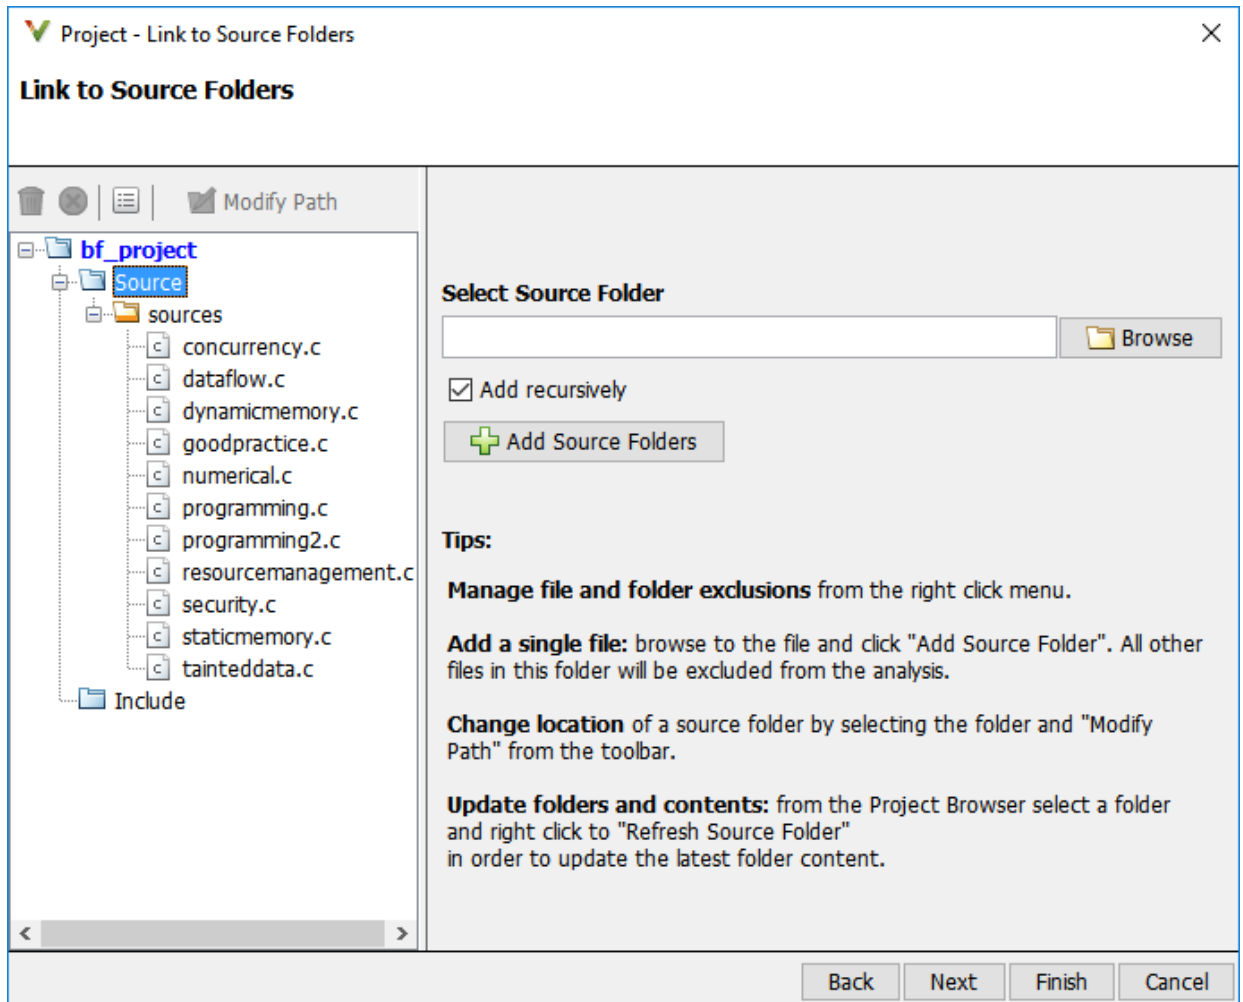 Project - Link to Source Folders
Link to Source Folders
Modify Path
bf_project
Source
sources
concurrency.c
dataflow.c
dynamicmemory.c
goodpractice.c
numerical.c
programming.c
programming2.c
resourcemanagement.c
security.c
staticmemory.c
tainteddata.c
Include
Select Source Folder
Browse
Add recursively
Add Source Folders
Tips:
Manage file and folder exclusions from the right click menu.
Add a single file: browse to the file and click "Add Source Folder". All other
files in this folder will be excluded from the analysis.
Change location of a source folder by selecting the folder and "Modify
Path" from the toolbar.
Update folders and contents: from the Project Browser select a folder
and right click to "Refresh Source Folder"
in order to update the latest folder content.
Back Next Finish Cancel